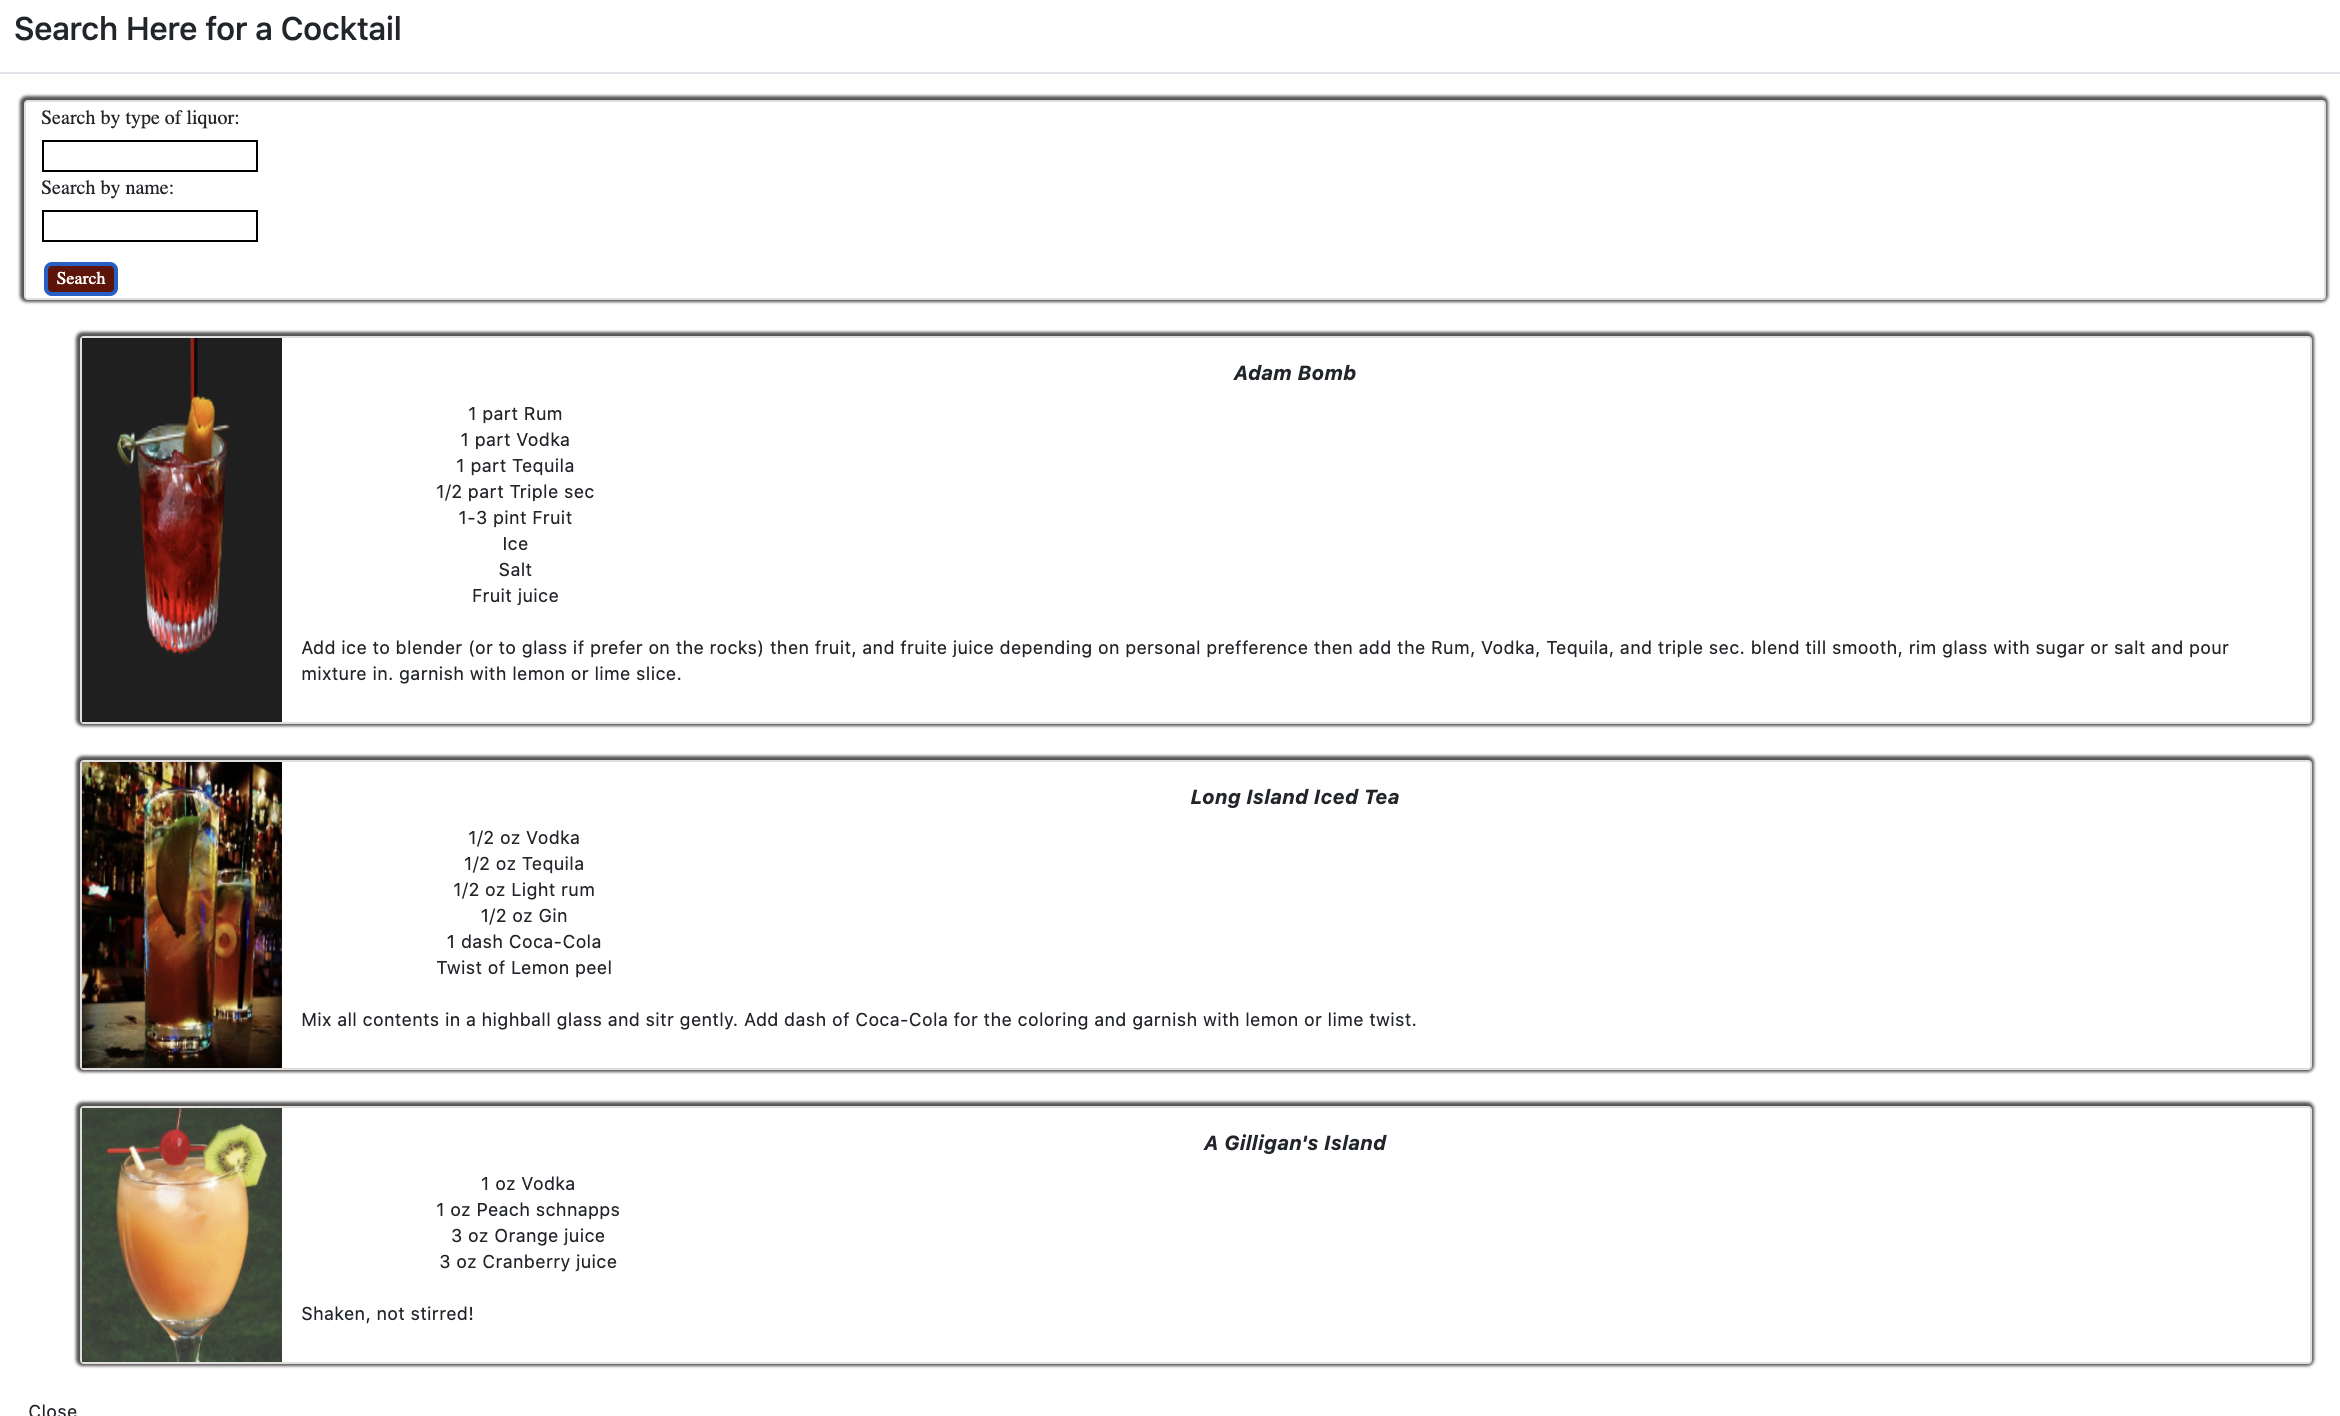 Search Here for a Cocktail
Search by type of liquor:
Search by name:
Search
Adam Bomb
1 part Rum
1 part Vodka
1 part Tequila
1/2 part Triple sec
1-3 pint Fruit
Ice
Salt
Fruit juice
Add ice to blender (or to glass if prefer on the rocks) then fruit, and fruite juice depending on personal prefference then add the Rum, Vodka, Tequila, and triple sec. blend till smooth, rim glass with sugar or salt and pour
mixture in. garnish with lemon or lime slice.
Long Island Iced Tea
1/2 oz Vodka
1/2 oz Tequila
1/2 oz Light rum
1/2 oz Gin
1 dash Coca-Cola
Twist of Lemon peel
Mix all contents in a highball glass and sitr gently. Add dash of Coca-Cola for the coloring and garnish with lemon or lime twist.
A Gilligan's Island
1 oz Vodka
1 oz Peach schnapps
3 oz Orange juice
3 oz Cranberry juice
Shaken, not stirred!
Close